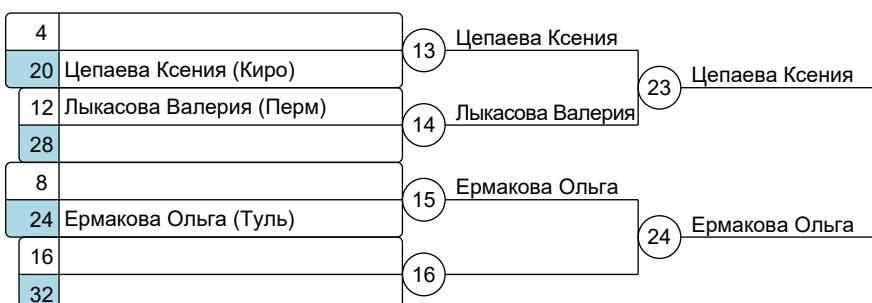 4
13 Цепаева Ксения
20 Цепаева Ксения (Киро)
23 Цепаева Ксения
12 Лыкасова Валерия (Перм)
14 Лыкасова Валерия
28
8
15 Ермакова Ольга
24 Ермакова Ольга (Туль)
24 Ермакова Ольга
16
16
32